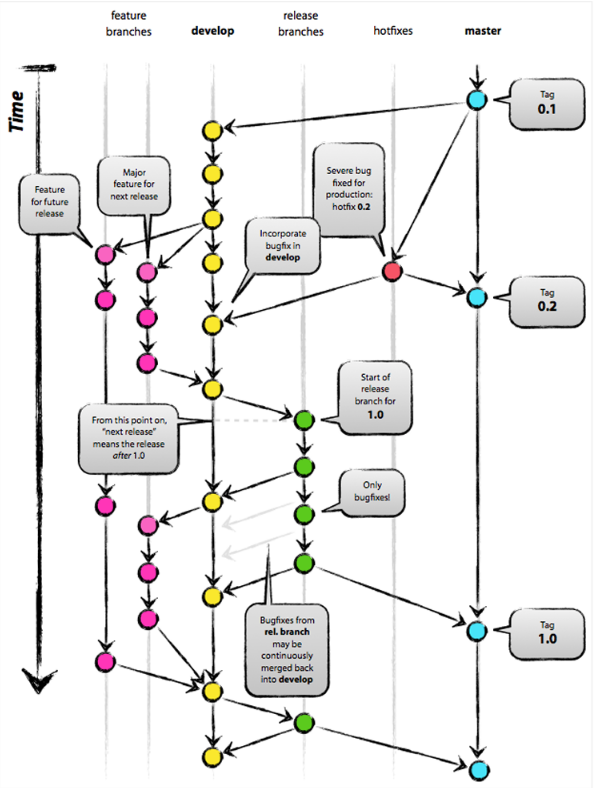 feature
branches
develop
release
branches
hotfixes
master
Time
Tag
0.1
Feature
for future
release
Major
feature for
next release
Severe bug
fixed for
production:
hotfix 0.2
Incorporate
bugfix in
develop
Tag
0.2
Start of
release
branch for
1.0
From this point on,
“next release”
means the release
after 1.0
Only
bugfixes!
Bugfixes from
rel. branch
may be
continuously
merged back
into develop
Tag
1.0